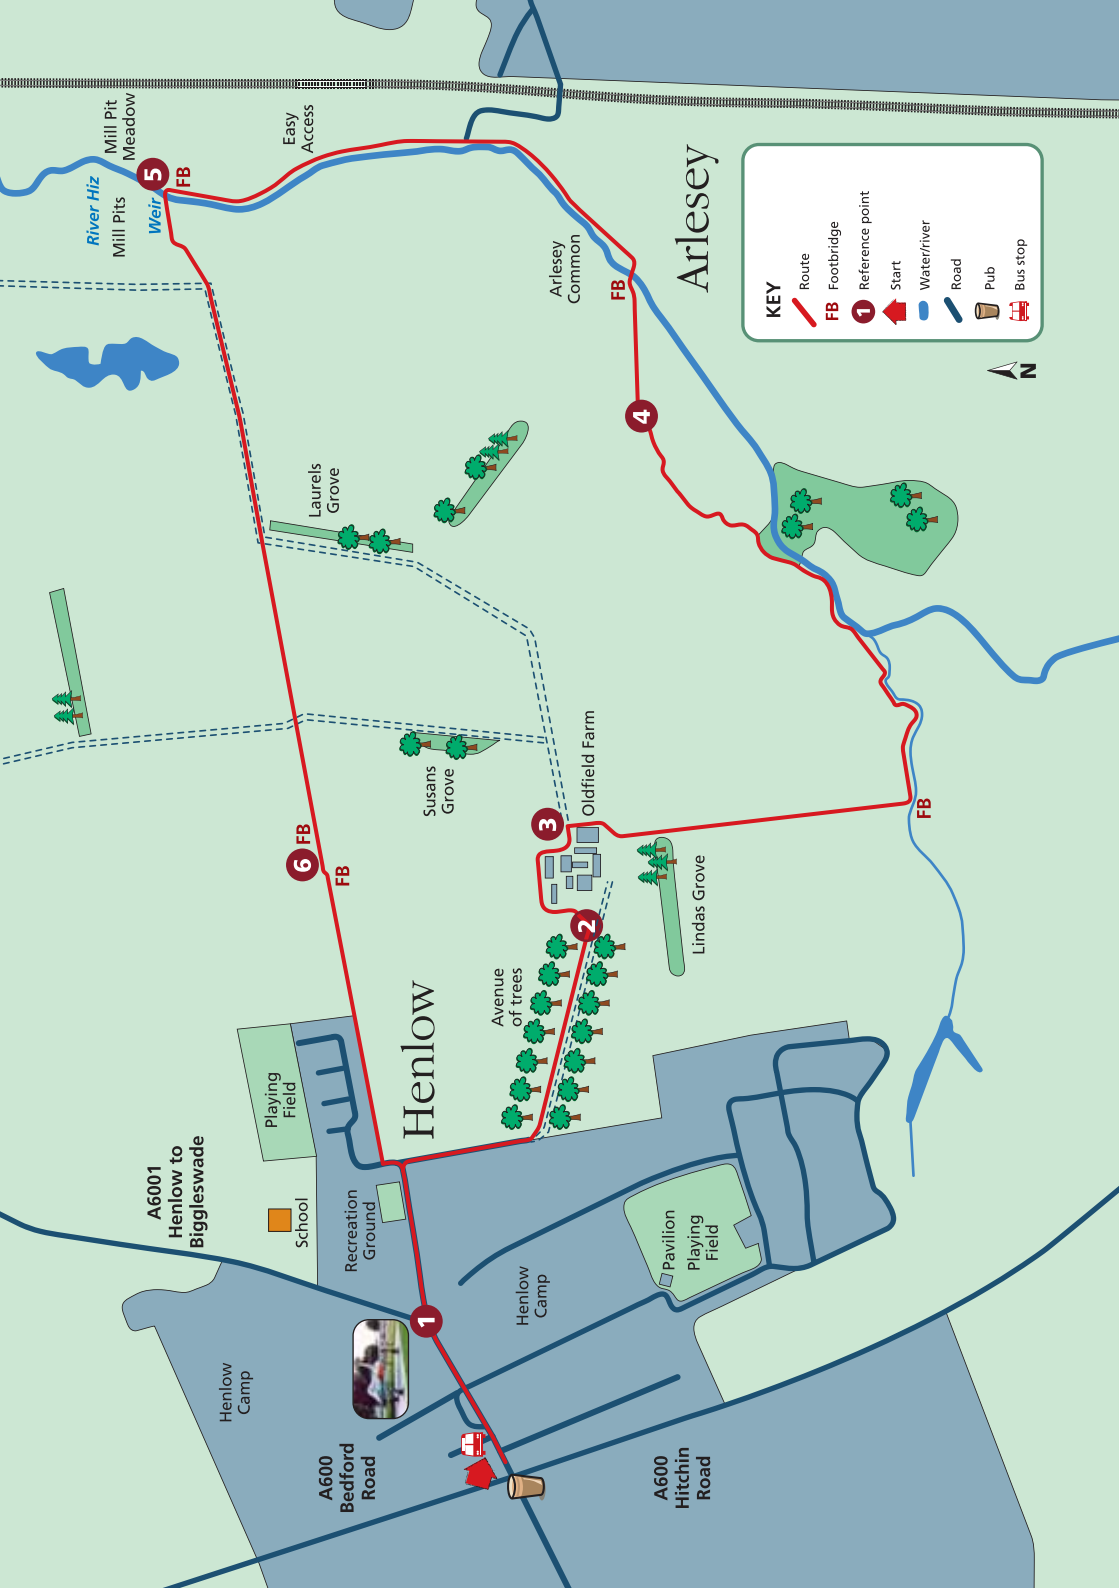 A6001
Henlow to
Biggleswade
School
Playing
Field
Recreation
Ground
Henlow
Camp
A600
Bedford
Road
1
Henlow
Henlow
Camp
Pavilion
Playing
Field
A600
Hitchin
Road
Avenue
of trees
2
Lindas Grove
3
Oldfield Farm
Susans
Grove
6
FB
FB
Laurels
Grove
FB
4
Arlesey
Common
FB
Arlesey
Easy
Access
River Hiz
Mill Pits
Weir
5
FB
Mill Pit
Meadow
KEY
Route
FB
Footbridge
1
Reference point
Start
Water/river
Road
Pub
Bus stop
N